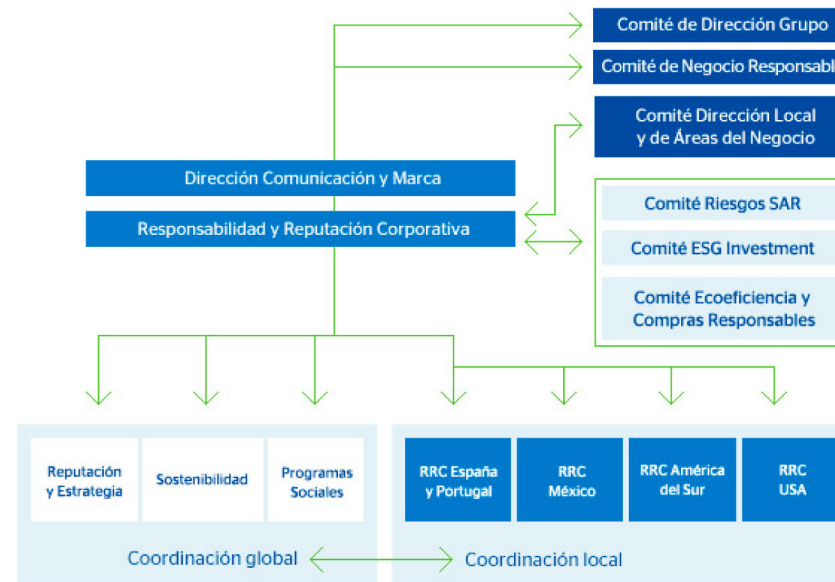 Comité de Dirección Grupo
Comité de Negocio Responsabl
Comité Dirección Local
y de Áreas del Negocio
Dirección Comunicación y Marca
Responsabilidad y Reputación Corporativa
Comité Riesgos SAR
Comité ESG Investment
Comité Ecoeficiencia y
Compras Responsables
Reputación
y Estrategia
Sostenibilidad
Programas
Sociales
RRC España
y Portugal
RRC
México
RRC América
del Sur
RRC
USA
Coordinación global
Coordinación local